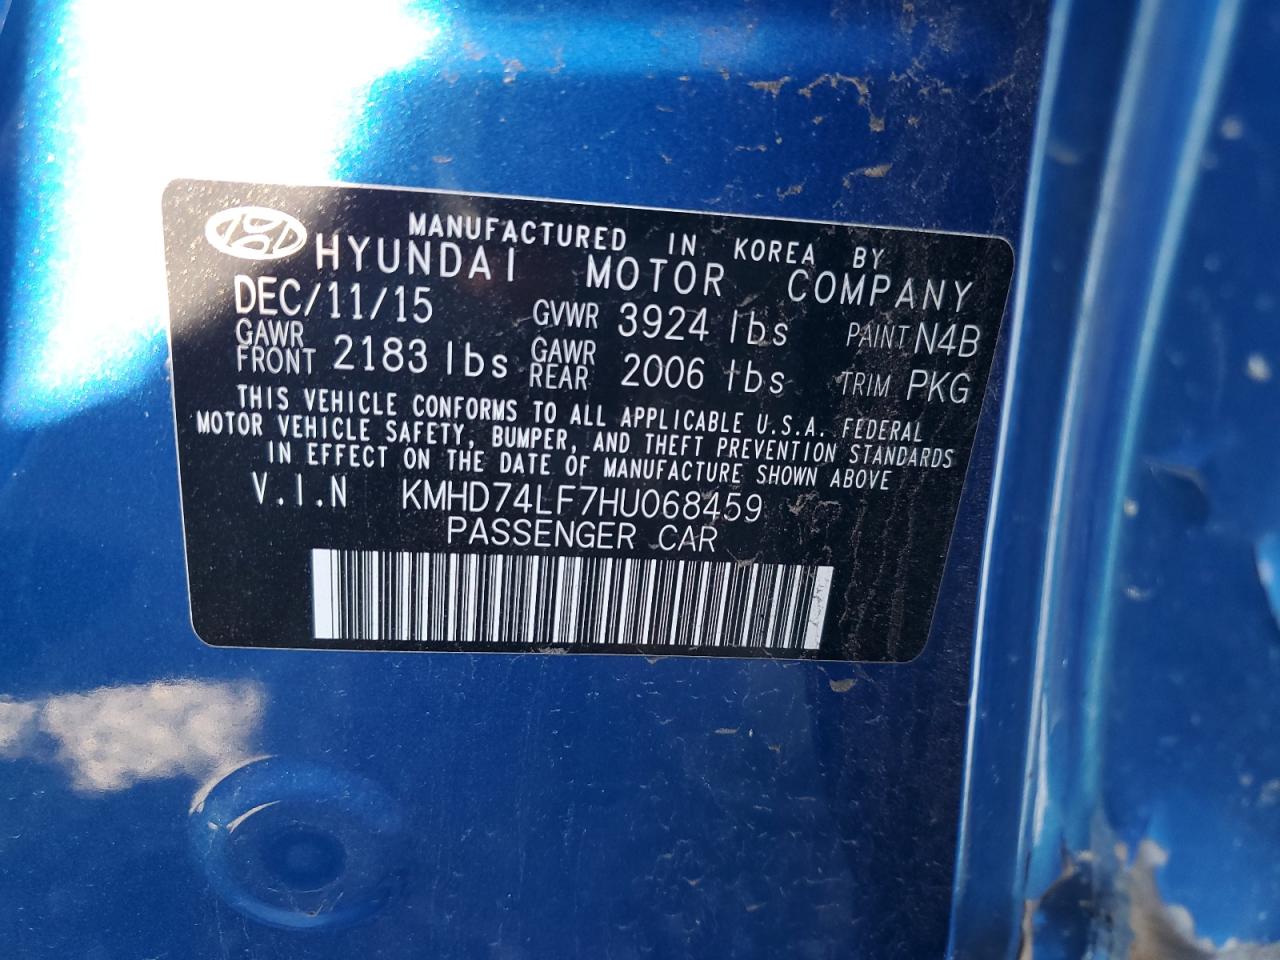 MANUFACTURED IN KOREA BY
HYUNDAI MOTOR COMPANY
DEC/11/15 GVWR 3924 lbs PAINT N4B
GAWR FRONT 2183 lbs GAWR REAR 2006 lbs TRIM PKG
THIS VEHICLE CONFORMS TO ALL APPLICABLE U.S.A. FEDERAL
MOTOR VEHICLE SAFETY, BUMPER, AND THEFT PREVENTION STANDARDS
IN EFFECT ON THE DATE OF MANUFACTURE SHOWN ABOVE
V.I.N KMHD74LF7HU068459
PASSENGER CAR